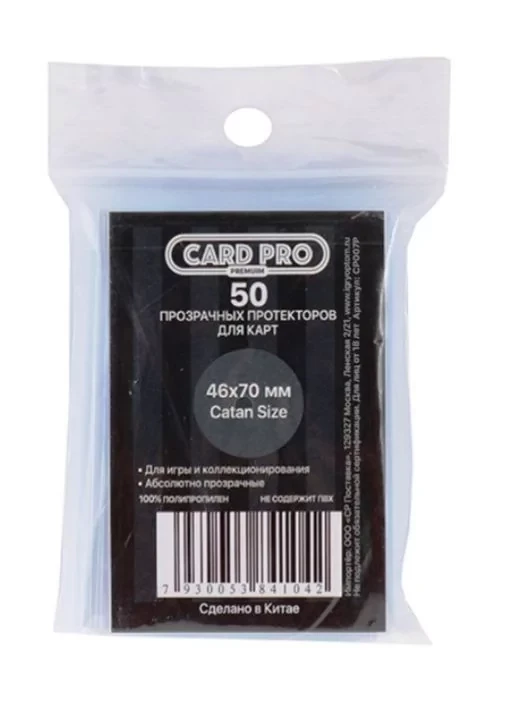 CARD PRO
PREMIUM
50
ПРОЗРАЧНЫХ ПРОТЕКТОРОВ
ДЛЯ КАРТ
46x70 мм
Catan Size
• Для игры и коллекционирования
• Абсолютно прозрачные
100% ПОЛИПРОПИЛЕН НЕ СОДЕРЖИТ ПВХ
7 930053 841042
Сделано в Китае
Импортёр: ООО «СР Поставка», 129327 Москва, Ленская 2/21, www.igryoptom.ru
Не подлежит обязательной сертификации. Для лиц от 18 лет Артикул: CP007P